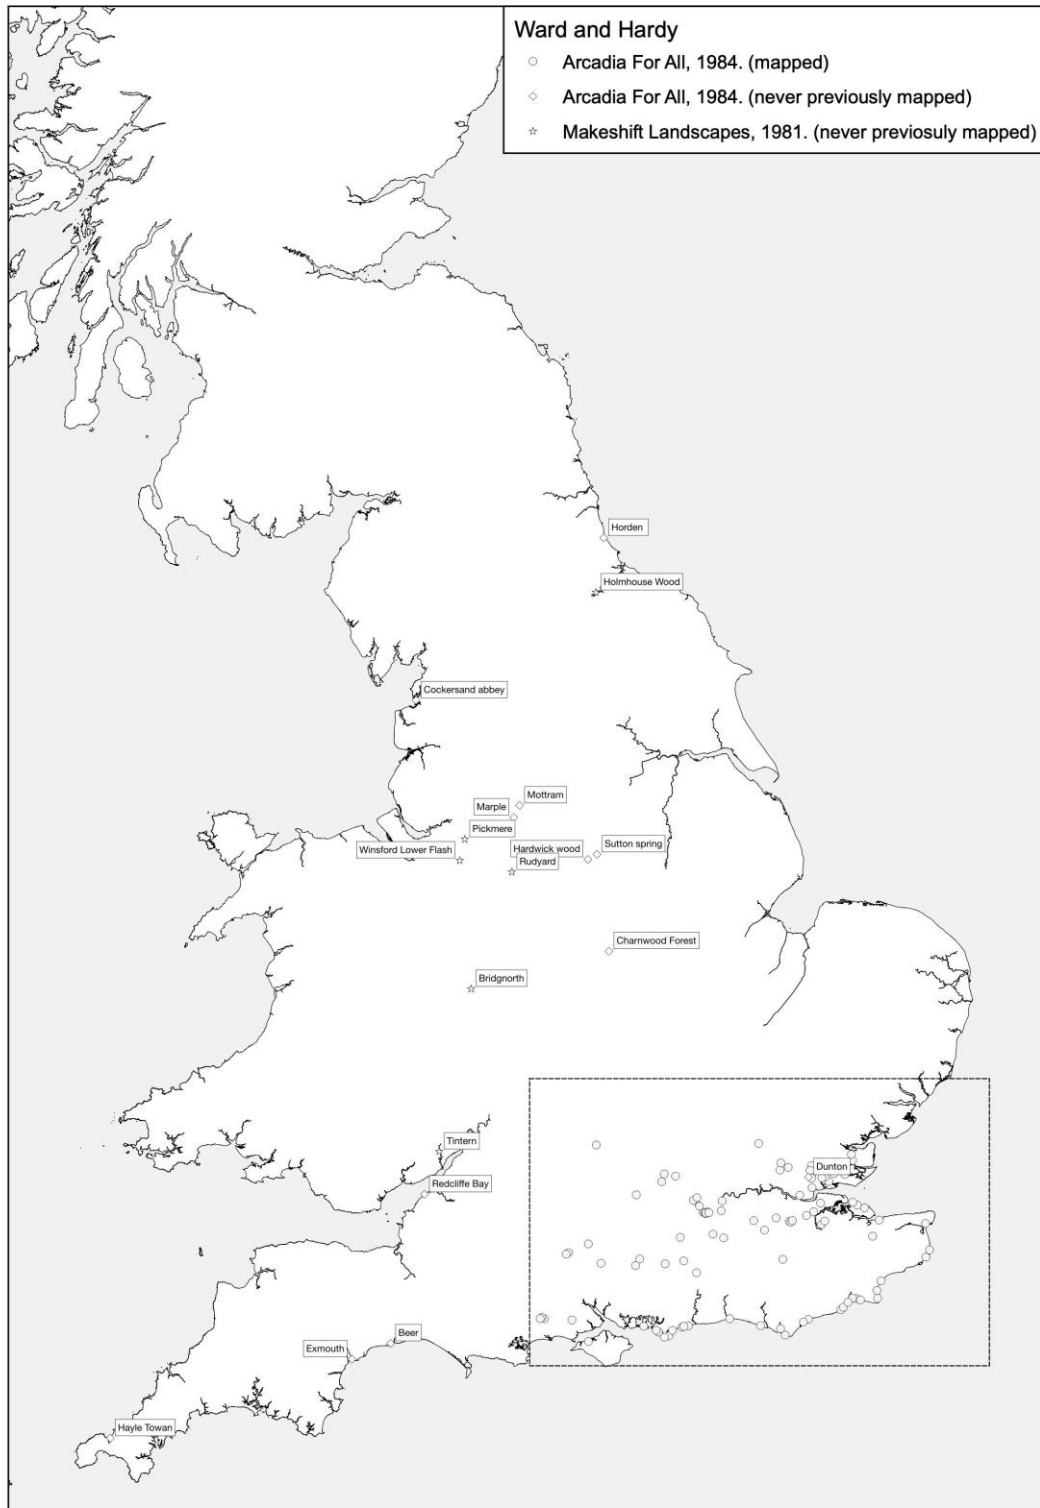 Ward and Hardy
Arcadia For All, 1984. (mapped)
Arcadia For All, 1984. (never previously mapped)
Makeshift Landscapes, 1981. (never previosuly mapped)
Horden
Holmhouse Wood
Cockersand abbey
Mottram
Marple
Pickmere
Hardwick wood
Sutton spring
Winsford Lower Flash
Rudyard
Charnwood Forest
Bridgnorth
Tintern
Dunton
Redcliffe Bay
Beer
Exmouth
Hayle Towan